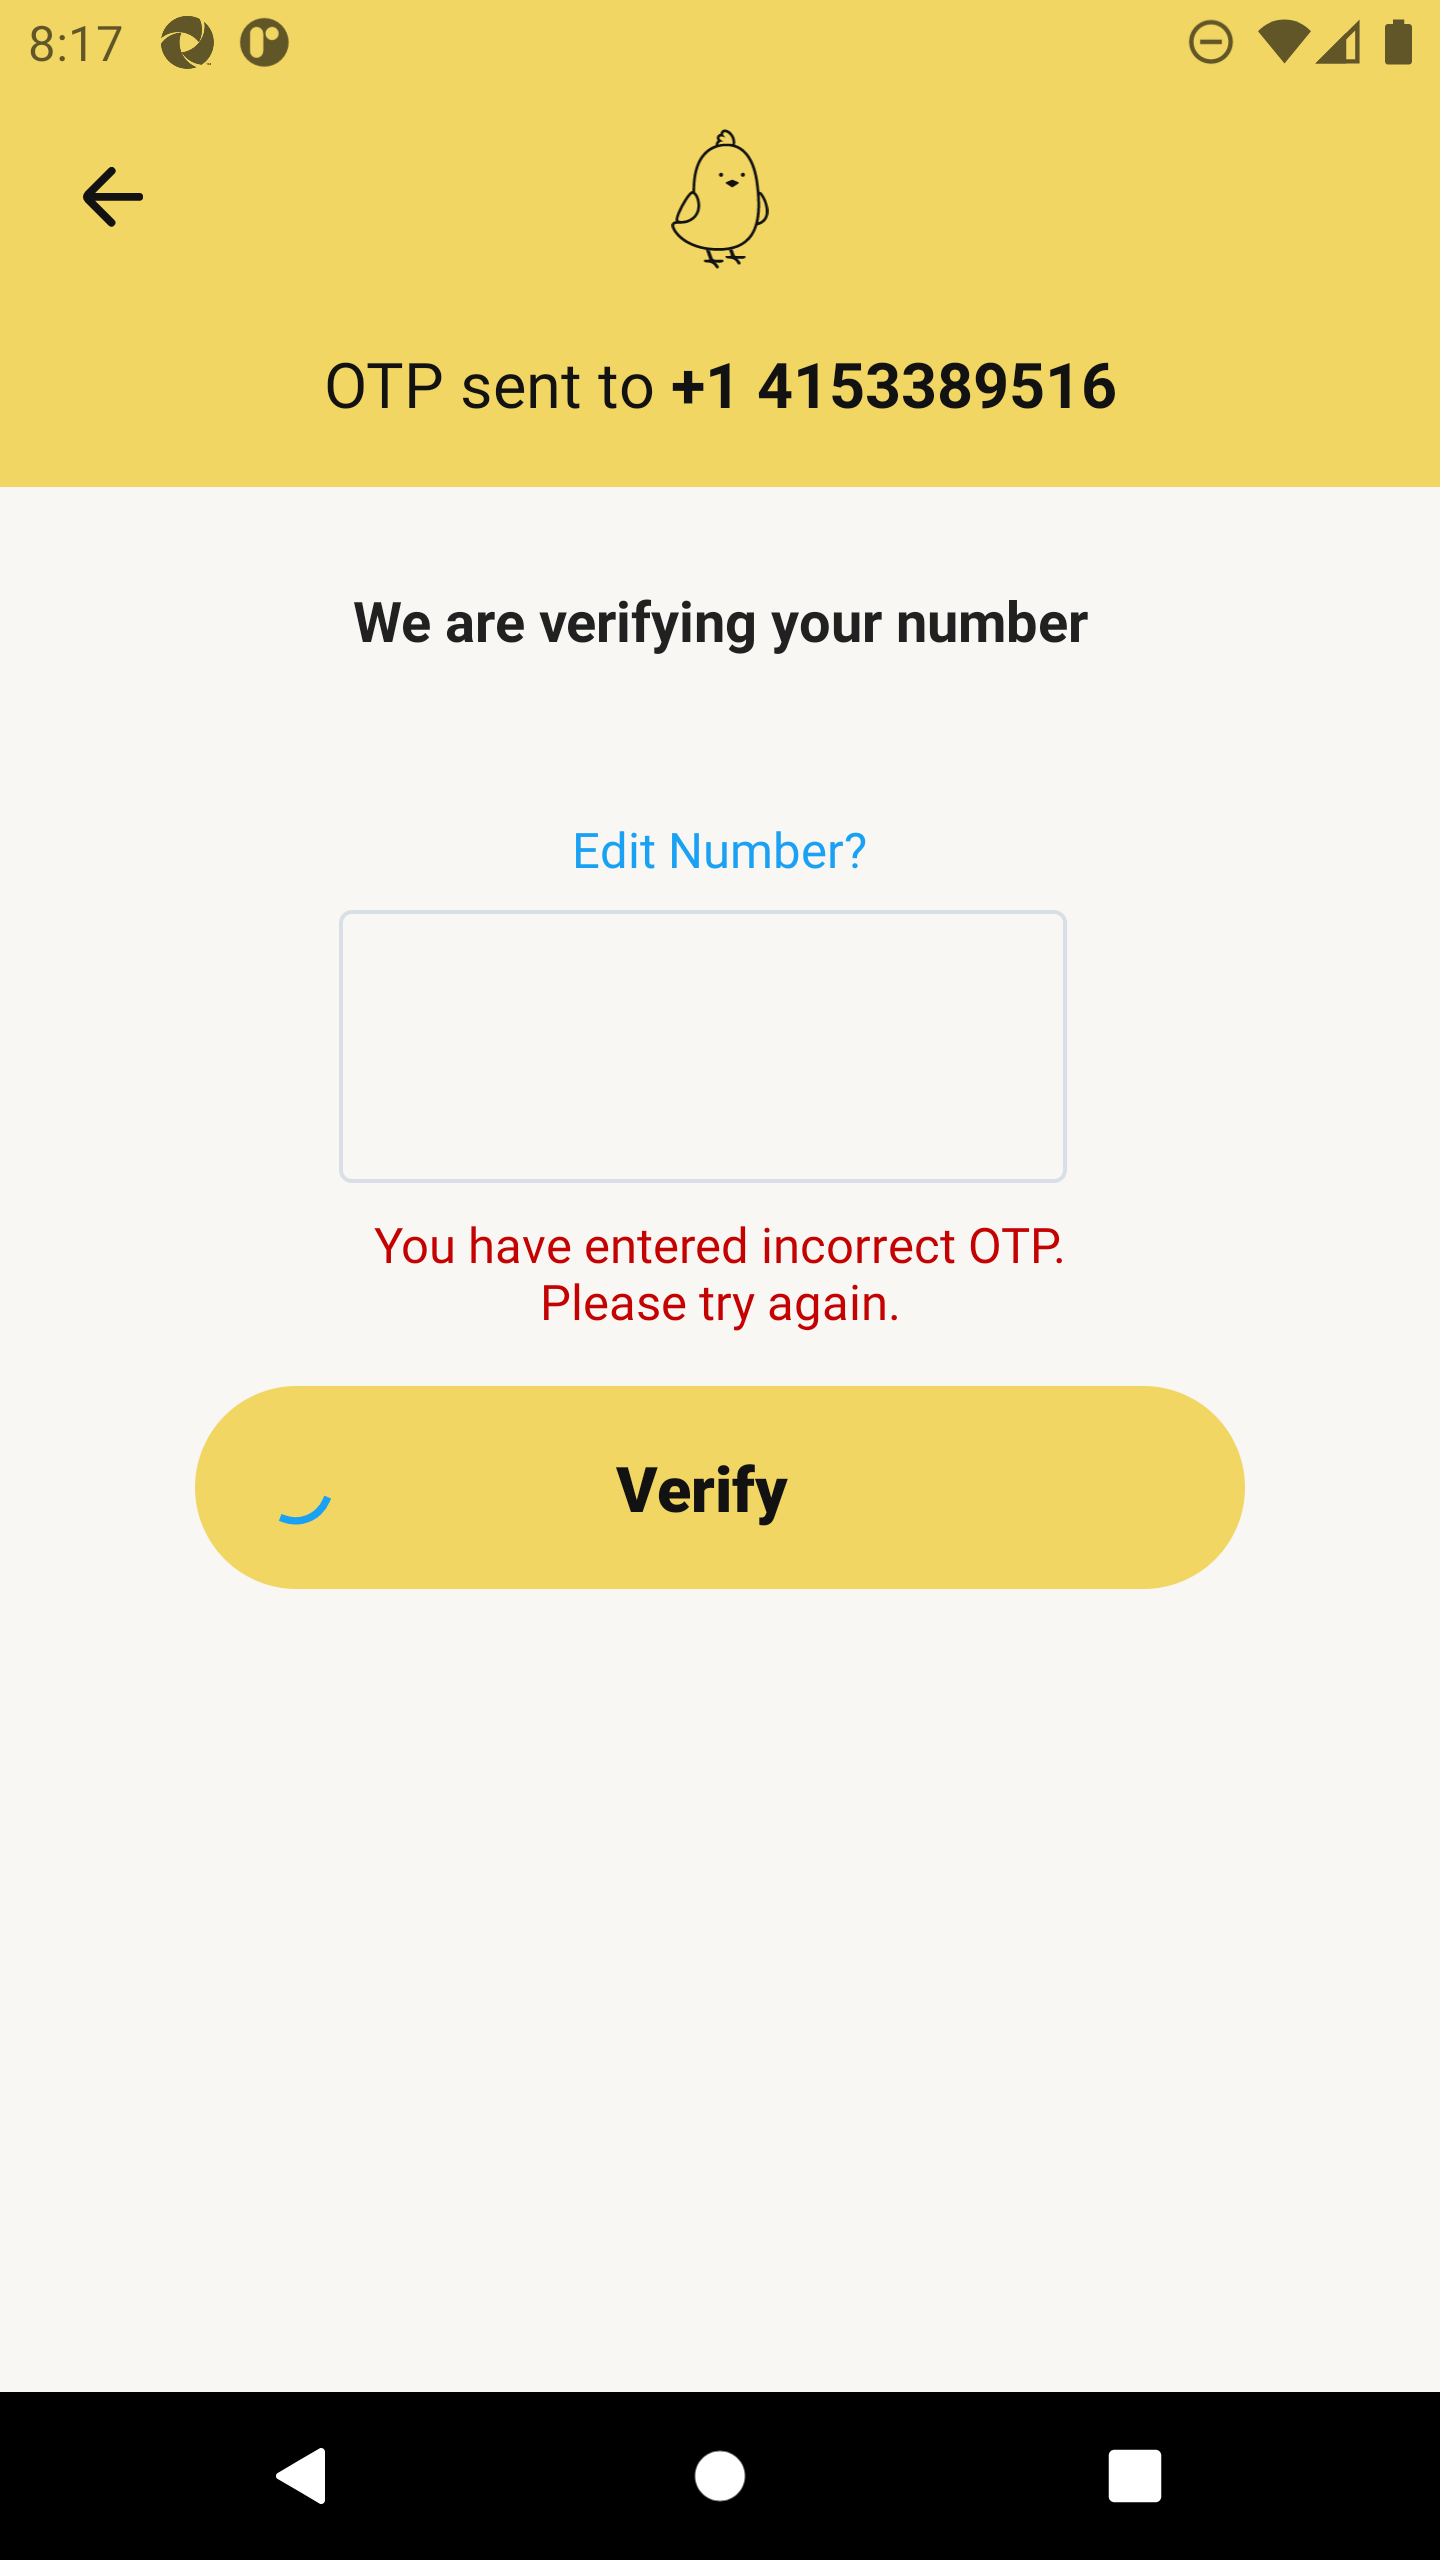 8:17
OTP sent to +1 4153389516
We are verifying your number
Edit Number?
You have entered incorrect OTP.
Please try again.
Verify